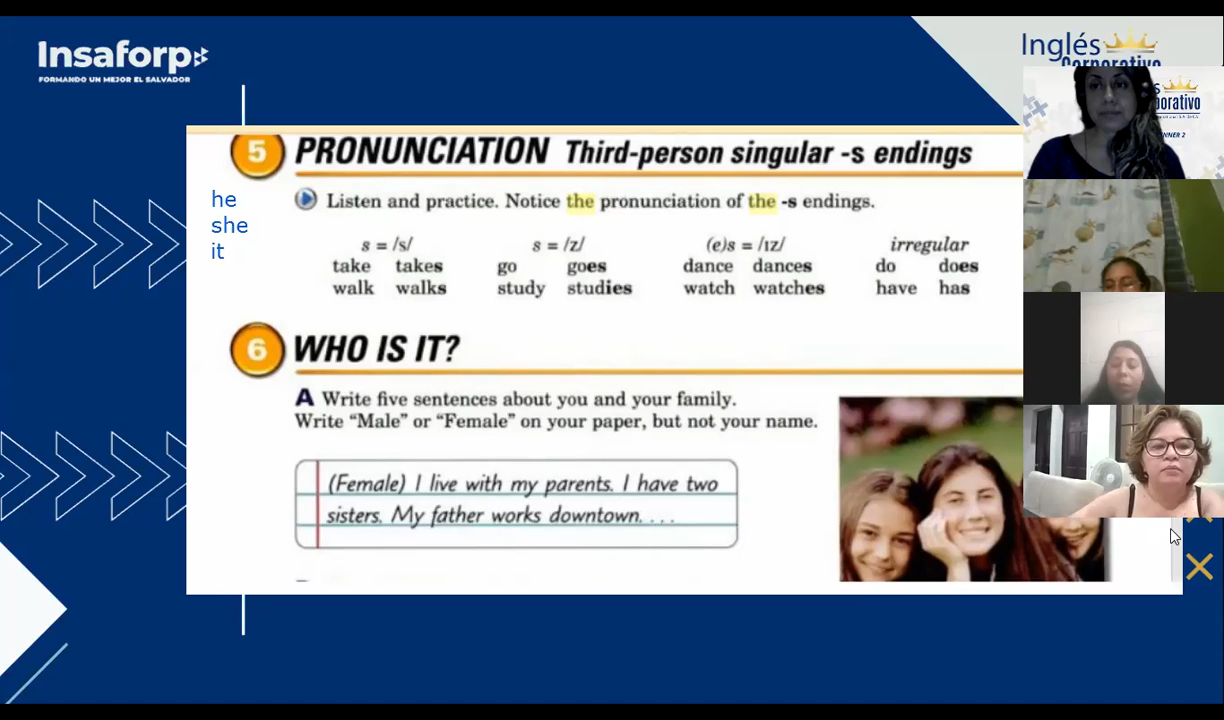 Insaforp
FORMANDO UN MEJOR EL SALVADOR
Inglés
Corporativo
5 PRONUNCIATION Third-person singular -s endings
he
she
it
Listen and practice. Notice the pronunciation of the -s endings.
s = /s/ s = /z/ (e)s = /ɪz/ irregular
take takes go goes dance dances do does
walk walks study studies watch watches have has
6 WHO IS IT?
A Write five sentences about you and your family.
Write “Male” or “Female” on your paper, but not your name.
(Female) I live with my parents. I have two
sisters. My father works downtown. . . .